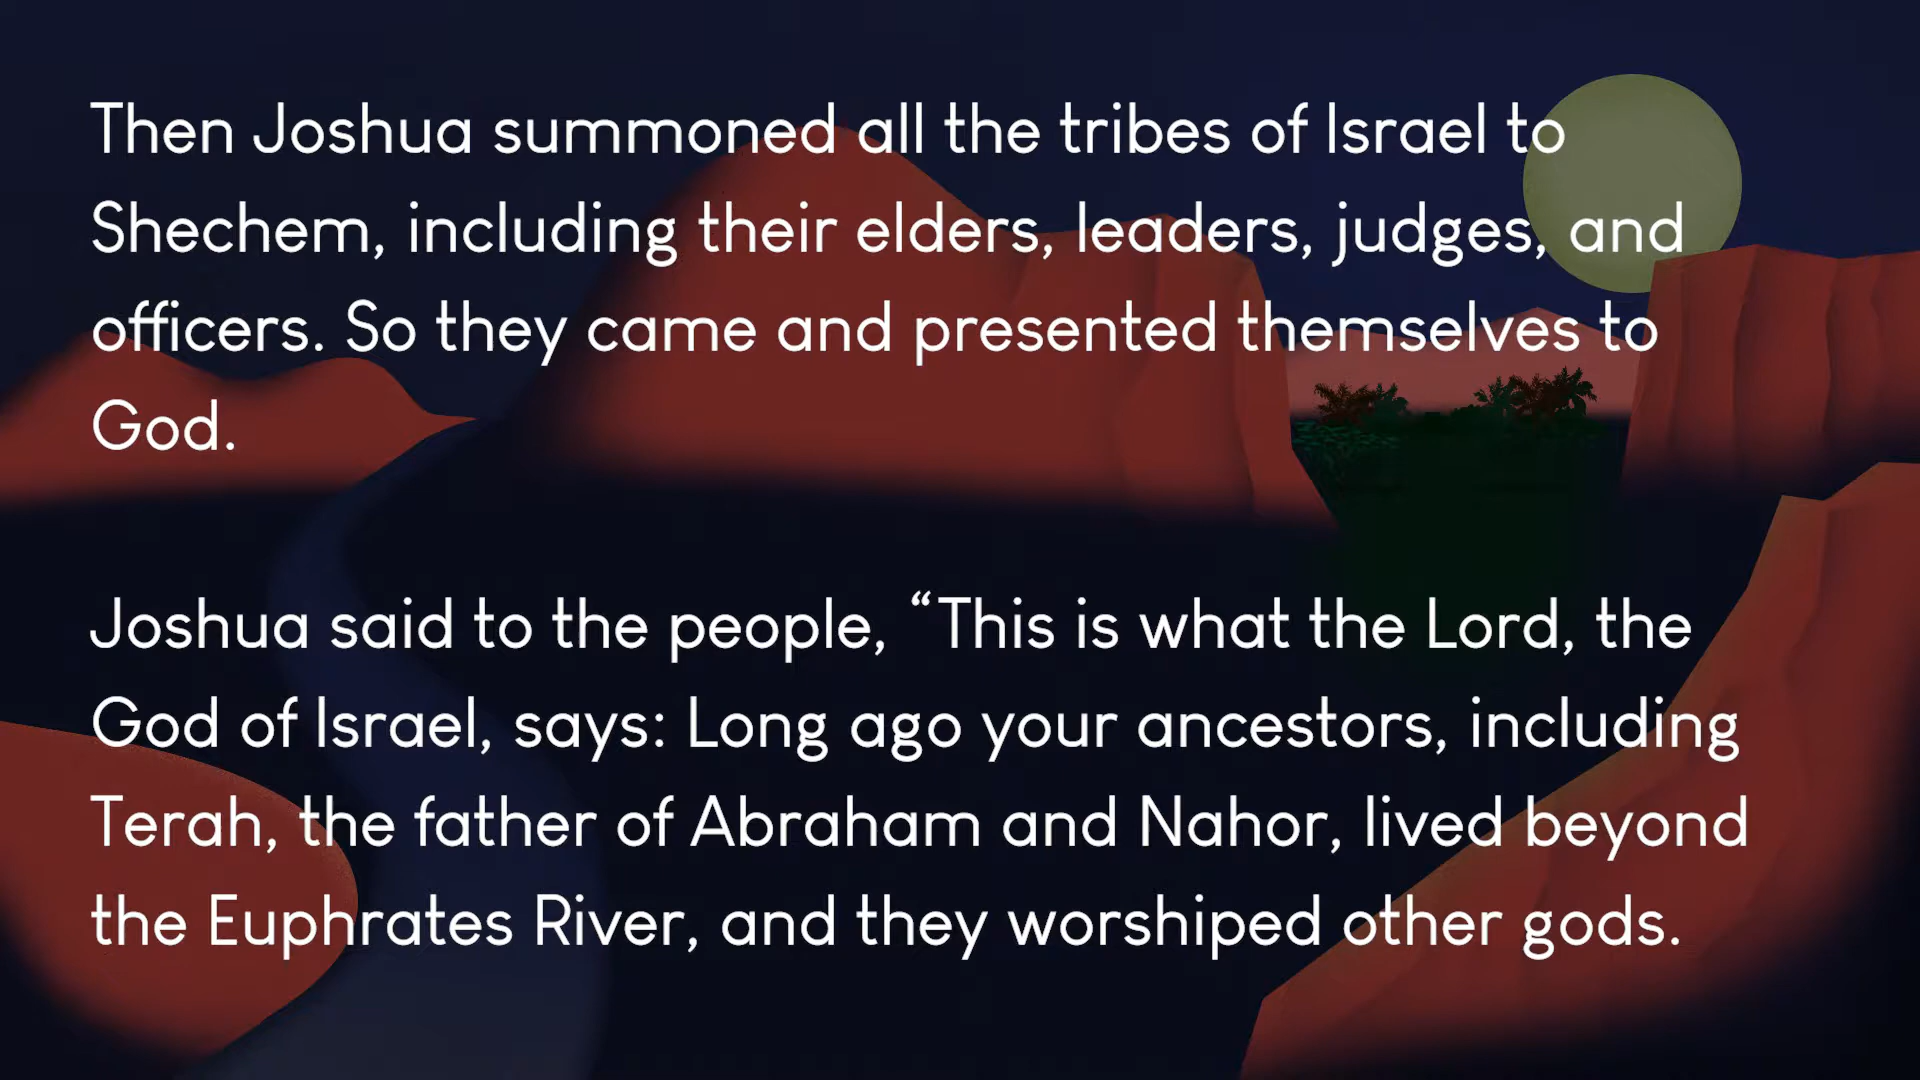 Then Joshua summoned all the tribes of Israel to
Shechem, including their elders, leaders, judges, and
officers. So they came and presented themselves to
God.
Joshua said to the people, “This is what the Lord, the
God of Israel, says: Long ago your ancestors, including
Terah, the father of Abraham and Nahor, lived beyond
the Euphrates River, and they worshiped other gods.